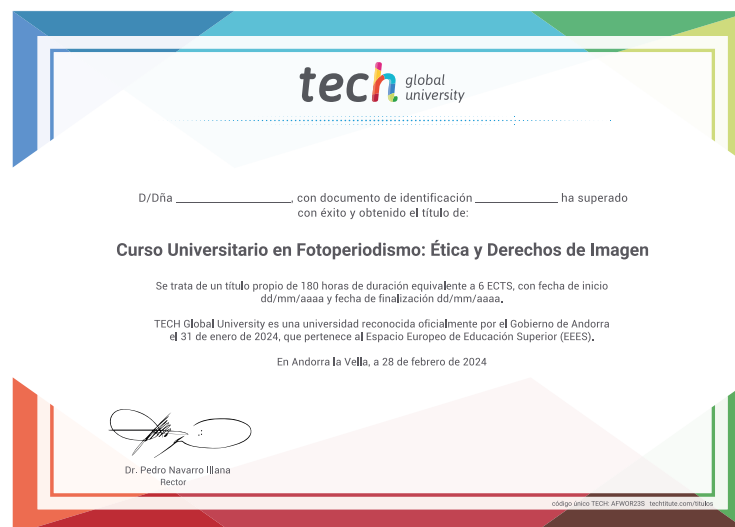 tech global university
D/Dña ____________________, con documento de identificación ______________ ha superado
con éxito y obtenido el título de:
Curso Universitario en Fotoperiodismo: Ética y Derechos de Imagen
Se trata de un título propio de 180 horas de duración equivalente a 6 ECTS, con fecha de inicio
dd/mm/aaaa y fecha de finalización dd/mm/aaaa.
TECH Global University es una universidad reconocida oficialmente por el Gobierno de Andorra
el 31 de enero de 2024, que pertenece al Espacio Europeo de Educación Superior (EEES).
En Andorra la Vella, a 28 de febrero de 2024
Dr. Pedro Navarro Illana
Rector
código único TECH: AFWOR23S techtitute.com/titulos